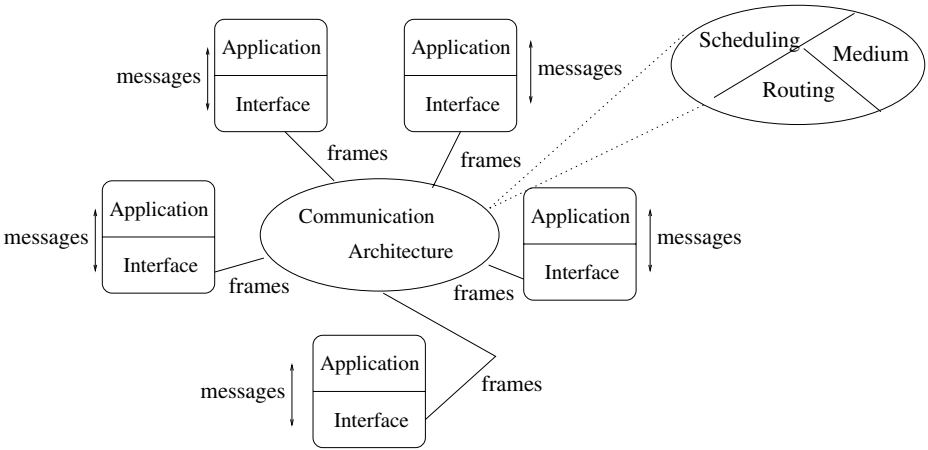 Application
Interface
messages
frames
Application
Interface
messages
frames
Scheduling
Medium
Routing
Application
Interface
messages
frames
Communication
Architecture
Application
Interface
messages
frames
Application
Interface
messages
frames